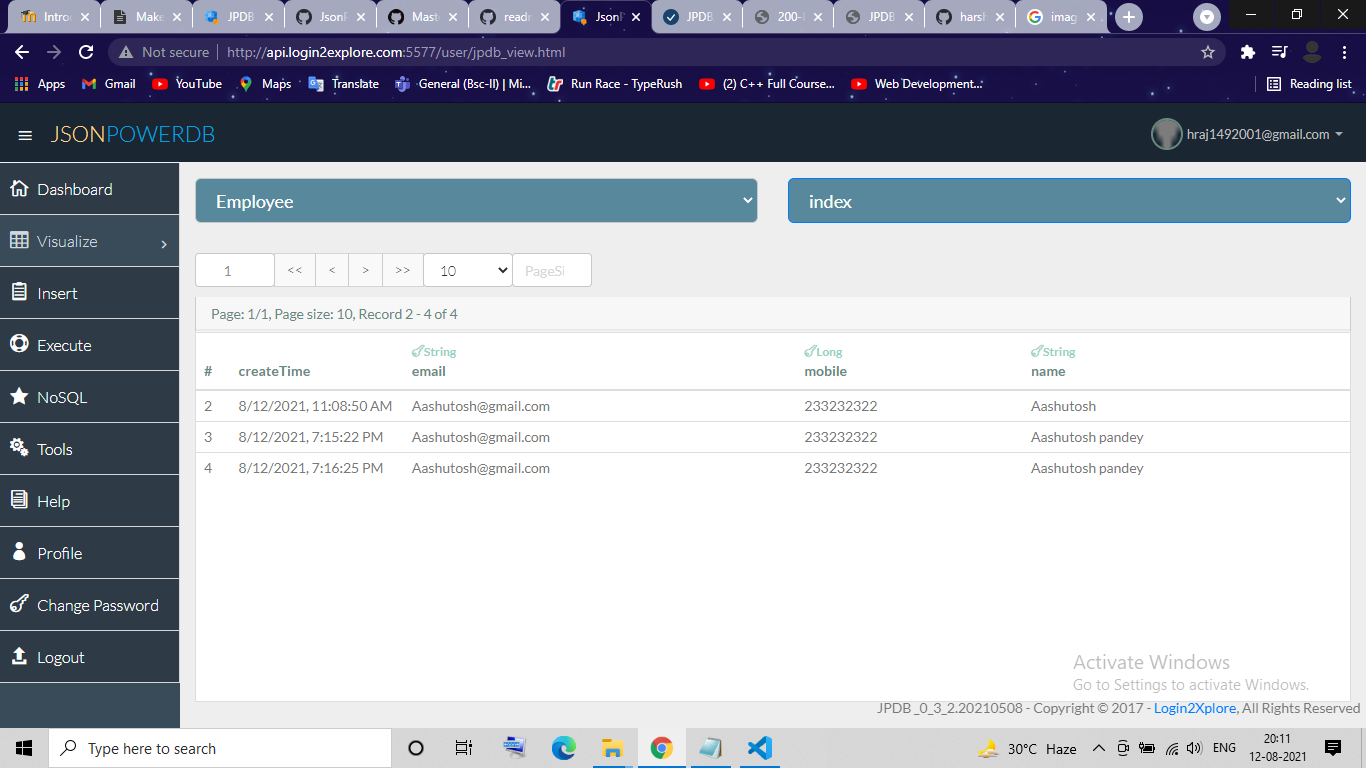 Introd Make JPDB JsonP Maste readm JsonP JPDB 200-I JPDB harsh imag
Not secure http://api.login2explore.com:5577/user/jpdb_view.html
Apps Gmail YouTube Maps Translate General (Bsc-II) | Mi... Run Race - TypeRush (2) C++ Full Course... Web Development... Reading list
JSONPOWERDB hraj1492001@gmail.com
Dashboard
Visualize
Insert
Execute
NoSQL
Tools
Help
Profile
Change Password
Logout
Employee index
1 << < > >> 10 PageSi
Page: 1/1, Page size: 10, Record 2 - 4 of 4
String Long String
# createTime email mobile name
2 8/12/2021, 11:08:50 AM Aashutosh@gmail.com 233232322 Aashutosh
3 8/12/2021, 7:15:22 PM Aashutosh@gmail.com 233232322 Aashutosh pandey
4 8/12/2021, 7:16:25 PM Aashutosh@gmail.com 233232322 Aashutosh pandey
Activate Windows
Go to Settings to activate Windows.
JPDB_0_3_2.20210508 - Copyright © 2017 - Login2Xplore, All Rights Reserved
Type here to search 30°C Haze ENG 20:11
12-08-2021